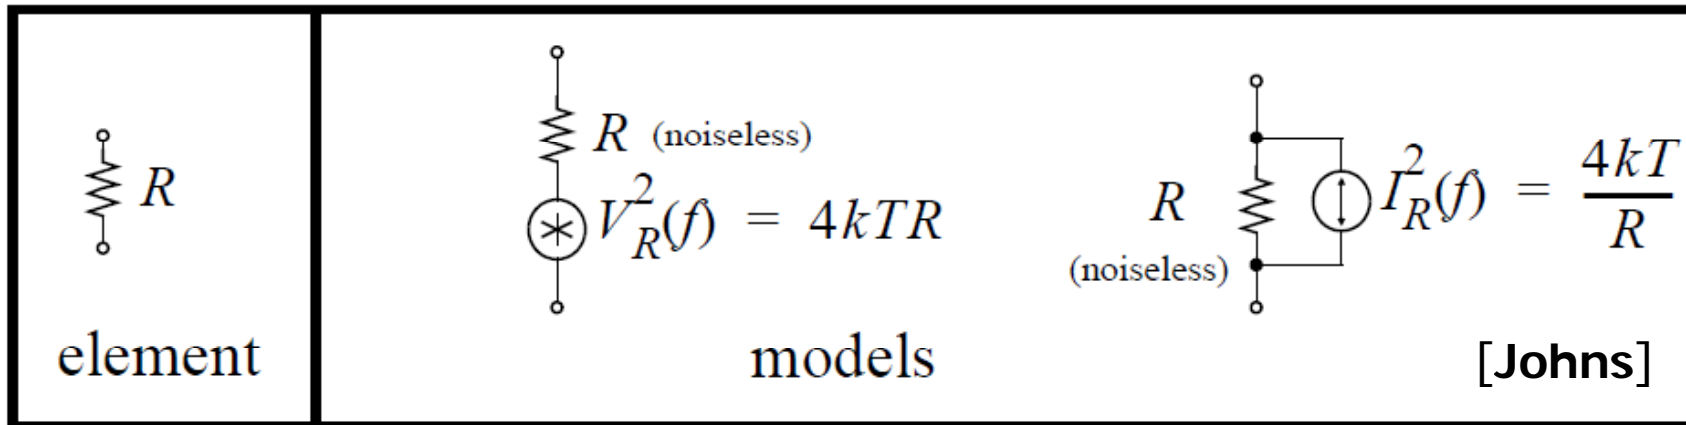 R
element
R (noiseless)
V_R^2(f) = 4kTR
R
(noiseless)
I_R^2(f) = 4kT/R
models
[Johns]